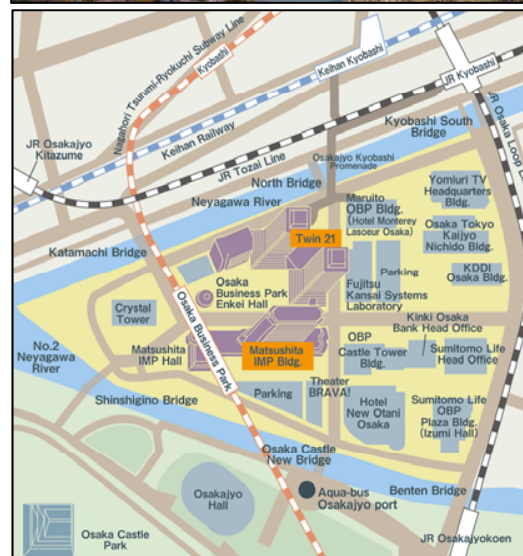 Nagahori Tsurumi-Ryokuchi Subway Line
Kyobashi
Keihan Kyobashi
JR Kyobashi
JR Osakajyo
Kitazume
Keihan Railway
JR Tozai Line
Kyobashi South
Bridge
JR Osaka Loop Line
Osakajyo Kyobashi
Promenade
North Bridge
Neyagawa River
Maruito
OBP Bldg.
(Hotel Monterey
Lasoeur Osaka)
Yomiuri TV
Headquarters
Bldg.
Twin 21
Osaka Tokyo
Kaijyo
Nichido Bldg.
Katamachi Bridge
Parking
KDDI
Osaka Bldg.
Osaka
Business Park
Enkei Hall
Fujitsu
Kansai Systems
Laboratory
Crystal
Tower
Osaka Business Park
Kinki Osaka
Bank Head Office
No.2
Neyagawa
River
Matsushita
IMP Hall
Matsushita
IMP Bldg.
OBP
Castle Tower
Bldg.
Sumitomo Life
Head Office
Shinshigino Bridge
Parking
Theater
BRAVA!
Hotel
New Otani
Osaka
Sumitomo Life
OBP
Plaza Bldg.
(Izumi Hall)
Osaka Castle
New Bridge
Osakajyo
Hall
Aqua-bus
Osakajyo port
Benten Bridge
Osaka Castle
Park
JR Osakajyokoen